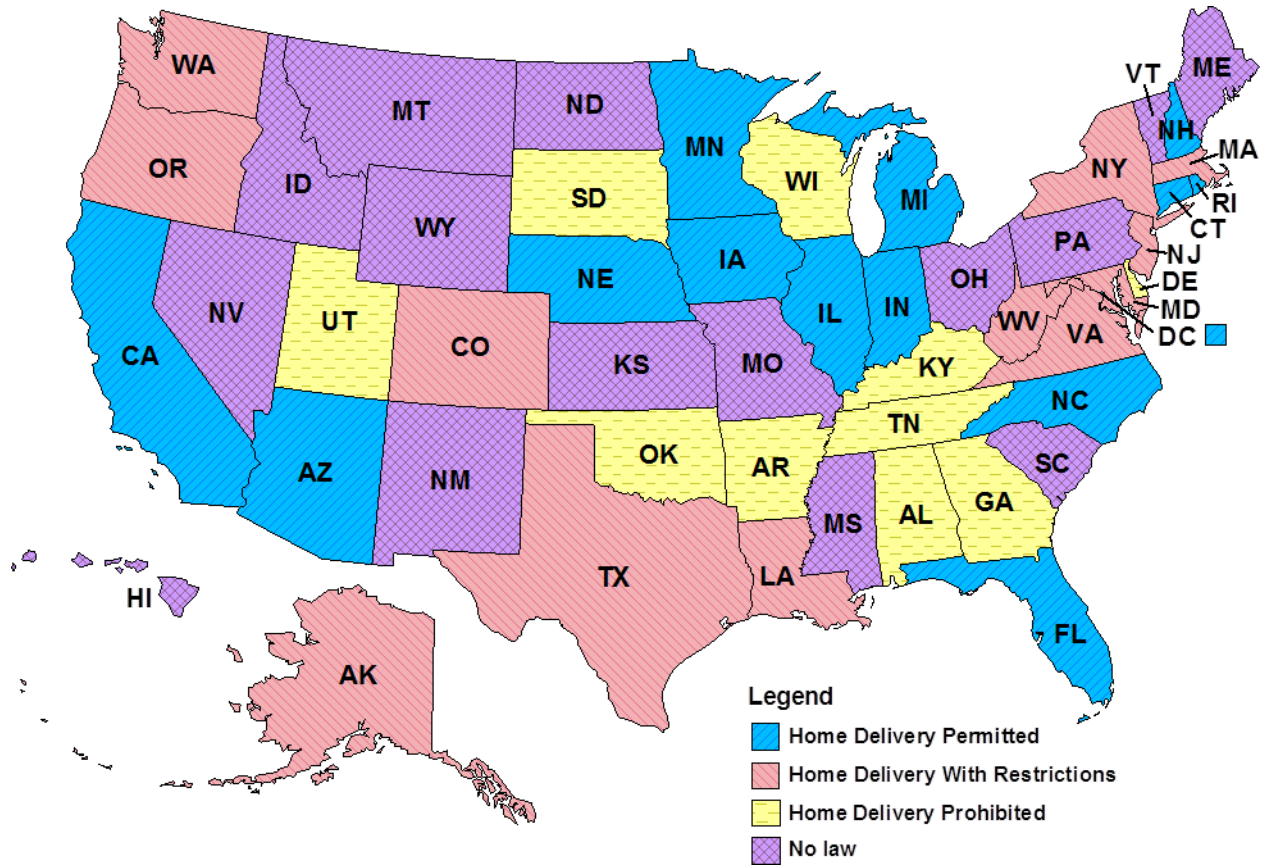 WA
MT
ND
MN
VT
ME
NH
MA
OR
ID
SD
WI
MI
NY
RI
CT
WY
IA
PA
NJ
NE
OH
DE
NV
UT
IL
IN
MD
CA
CO
WV
VA
DC
KS
MO
KY
NC
TN
AZ
NM
OK
AR
SC
MS
AL
GA
HI
TX
LA
FL
AK
Legend
Home Delivery Permitted
Home Delivery With Restrictions
Home Delivery Prohibited
No law